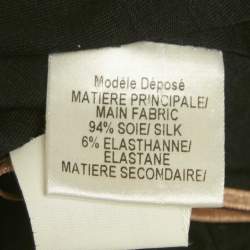 Modèle Déposé
MATIERE PRINCIPALE/
MAIN FABRIC
94% SOIE/ SILK
6% ELASTHANNE/
ELASTANE
MATIERE SECONDAIRE/